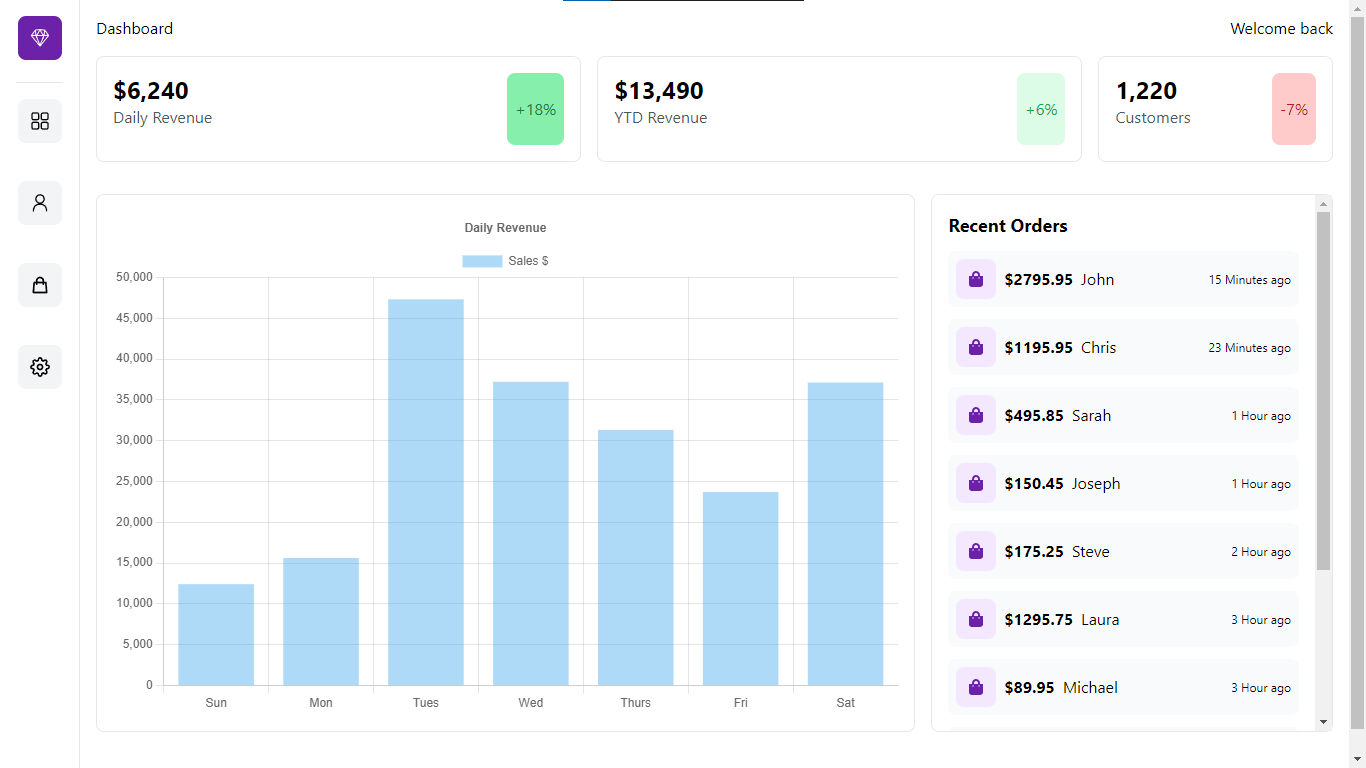 Dashboard
Welcome back
$6,240
Daily Revenue
+18%
$13,490
YTD Revenue
+6%
1,220
Customers
-7%
Daily Revenue
Sales $
50,000
45,000
40,000
35,000
30,000
25,000
20,000
15,000
10,000
5,000
0
Sun Mon Tues Wed Thurs Fri Sat
Recent Orders
$2795.95 John 15 Minutes ago
$1195.95 Chris 23 Minutes ago
$495.85 Sarah 1 Hour ago
$150.45 Joseph 1 Hour ago
$175.25 Steve 2 Hour ago
$1295.75 Laura 3 Hour ago
$89.95 Michael 3 Hour ago